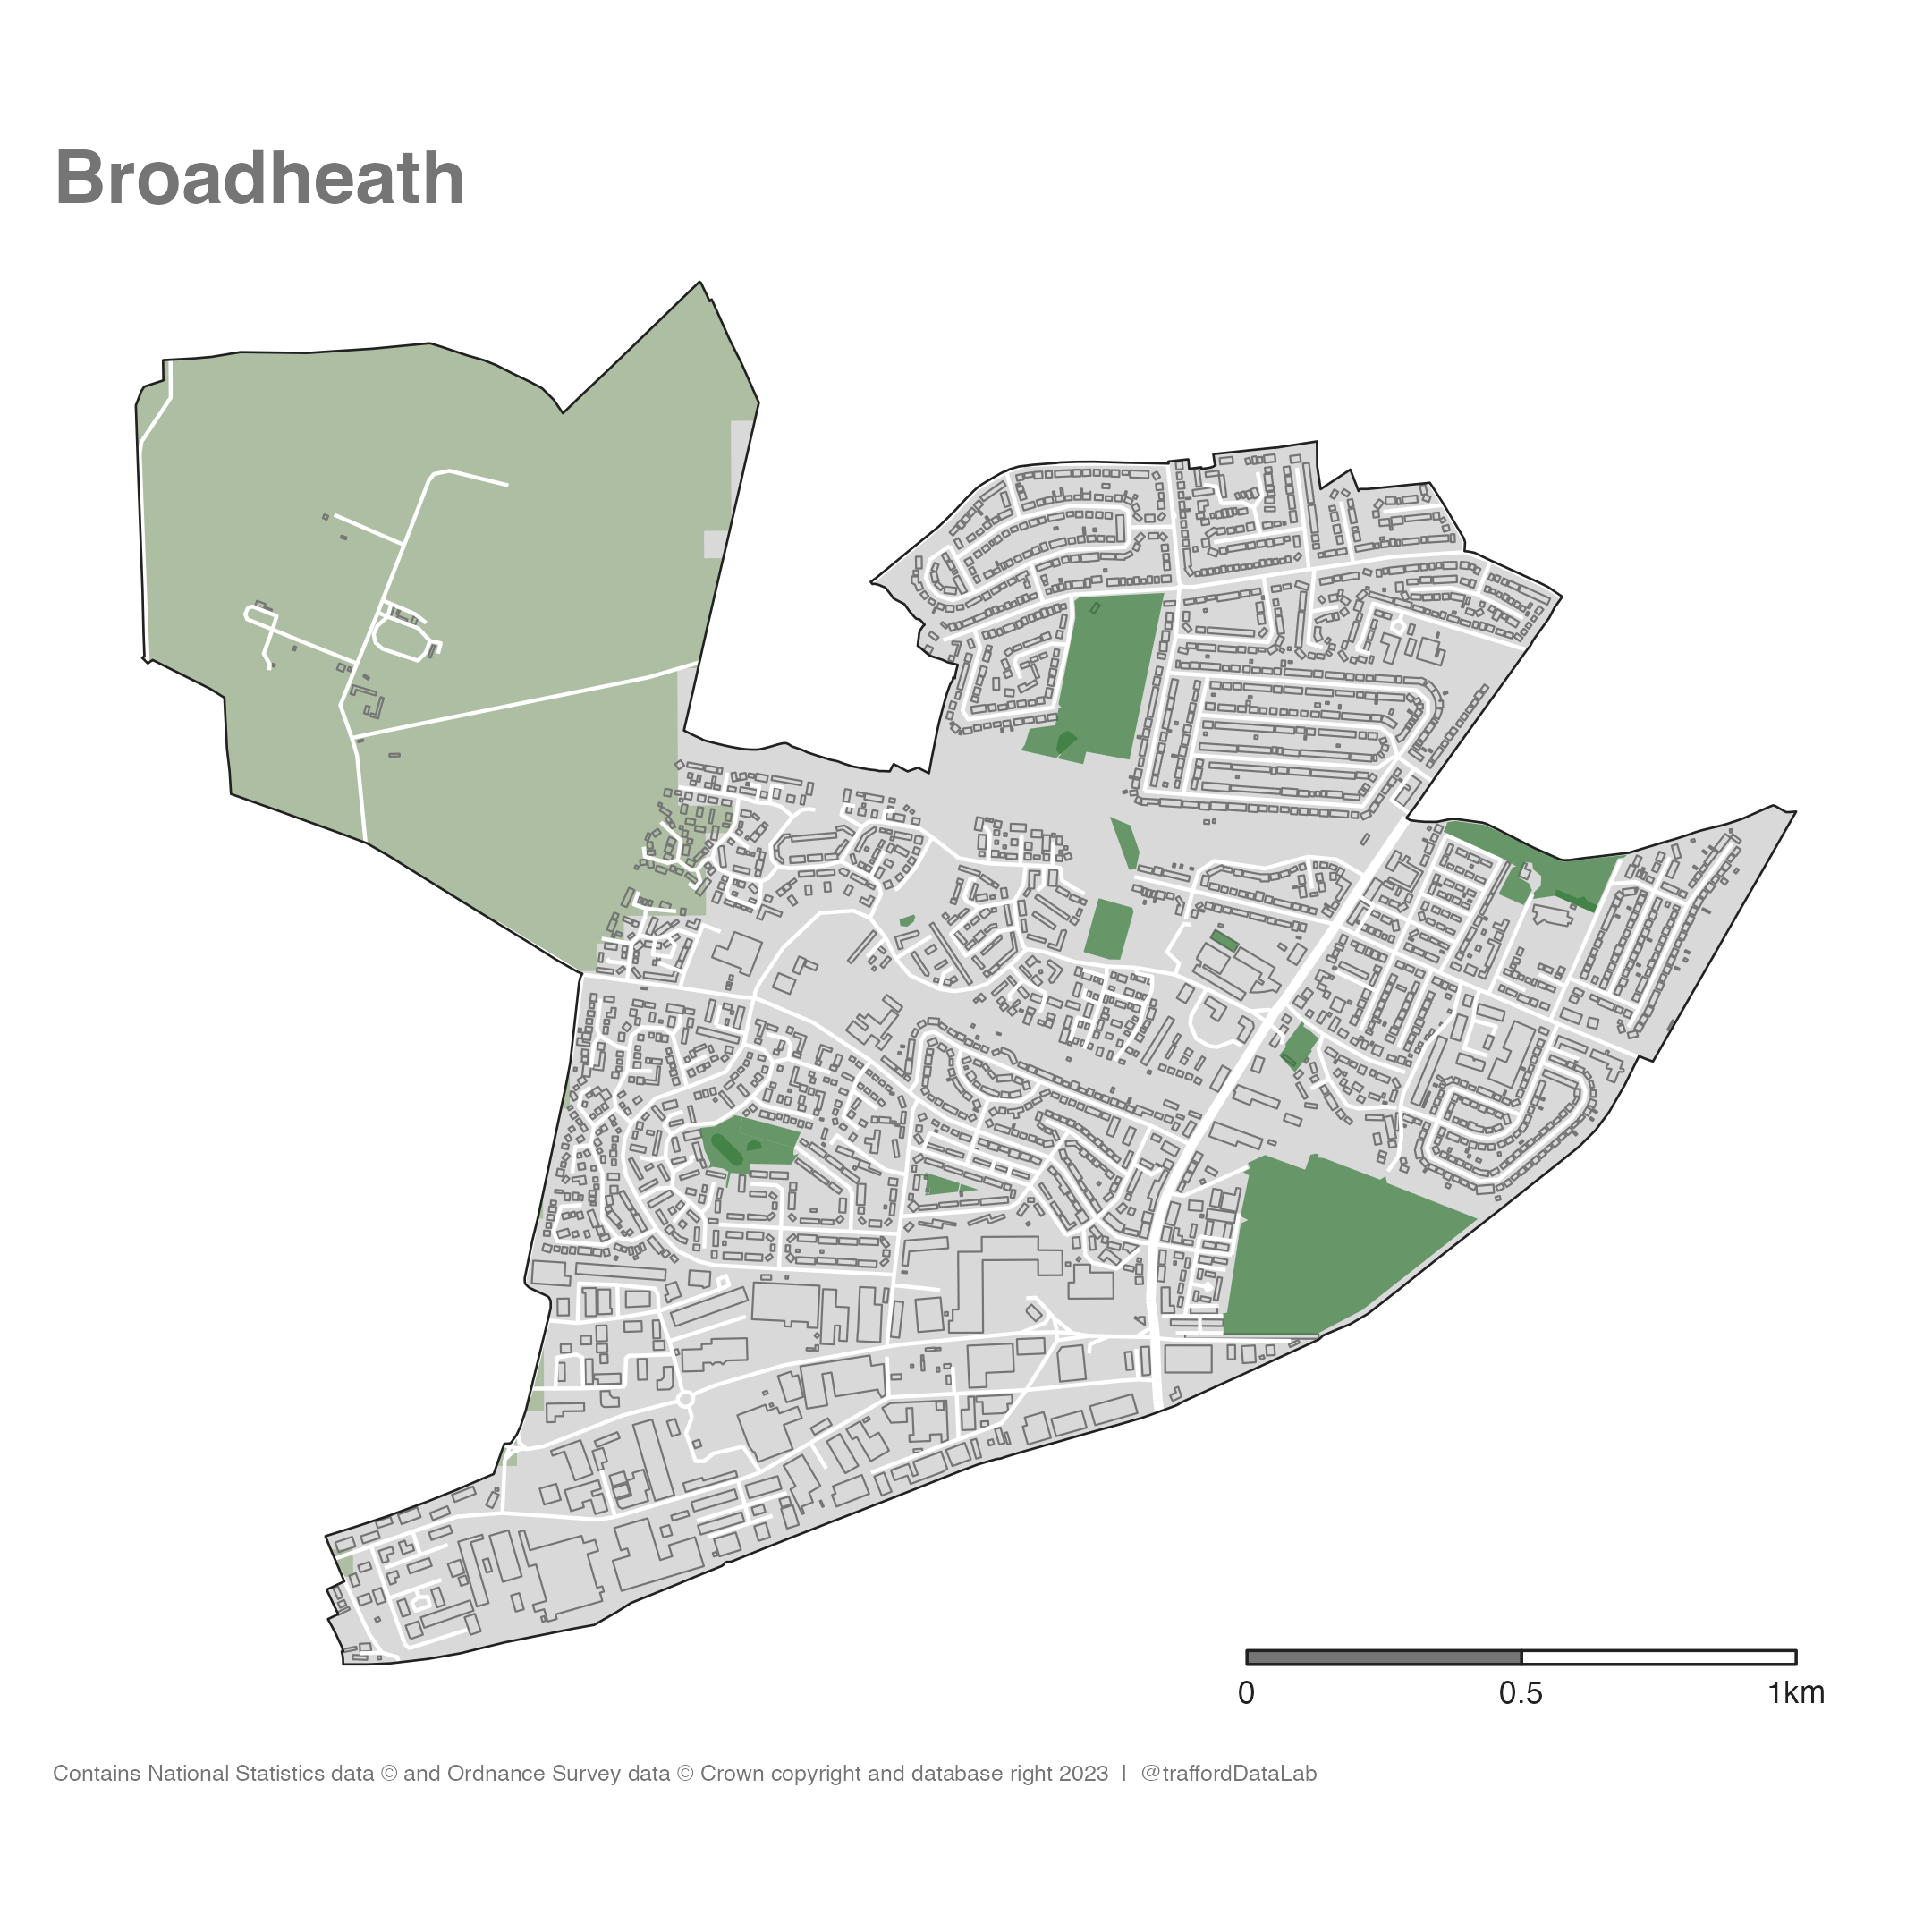 Broadheath
0 0.5 1km
Contains National Statistics data © and Ordnance Survey data © Crown copyright and database right 2023 | @traffordDataLab